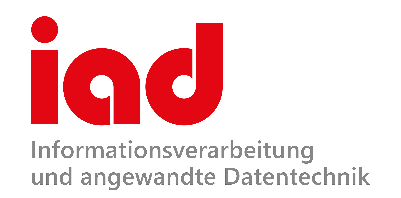 iad
Informationsverarbeitung
und angewandte Datentechnik